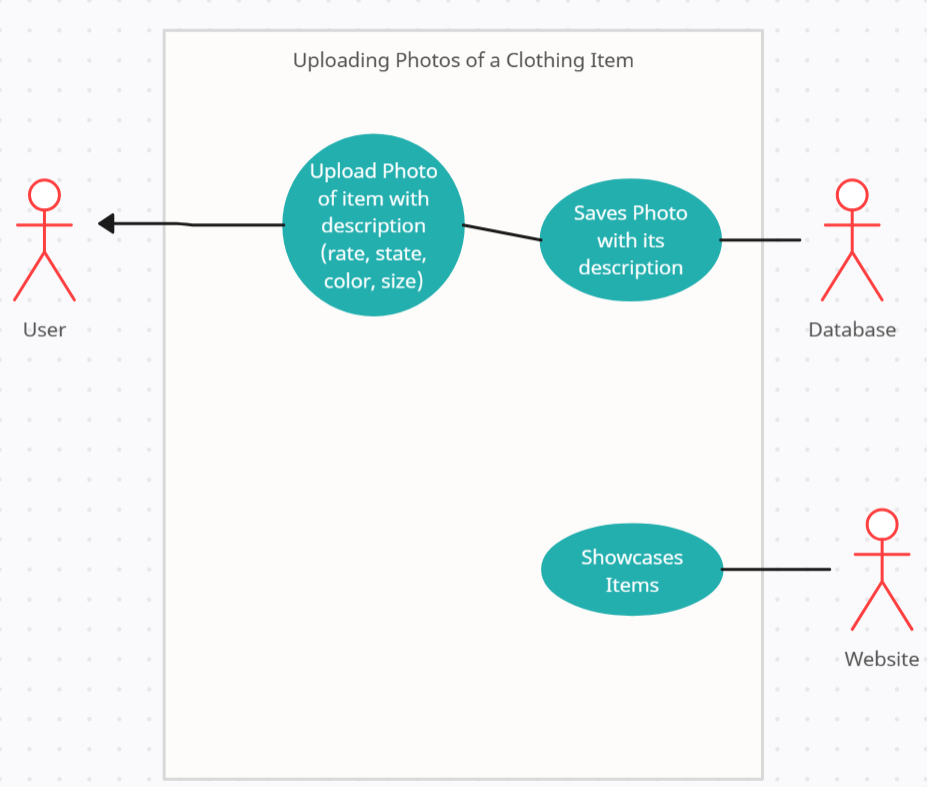 Uploading Photos of a Clothing Item
Upload Photo
of item with
description
(rate, state,
color, size)
Saves Photo
with its
description
User
Database
Showcases
Items
Website